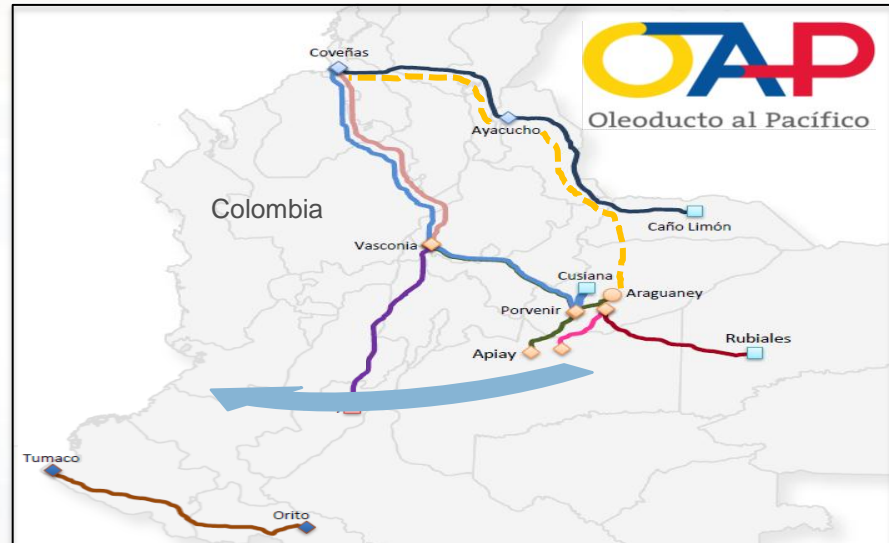 Coveñas
OAP
Oleoducto al Pacífico
Ayacucho
Colombia
Caño Limón
Vasconia
Cusiana
Araguaney
Porvenir
Rubiales
Apiay
Tumaco
Orito